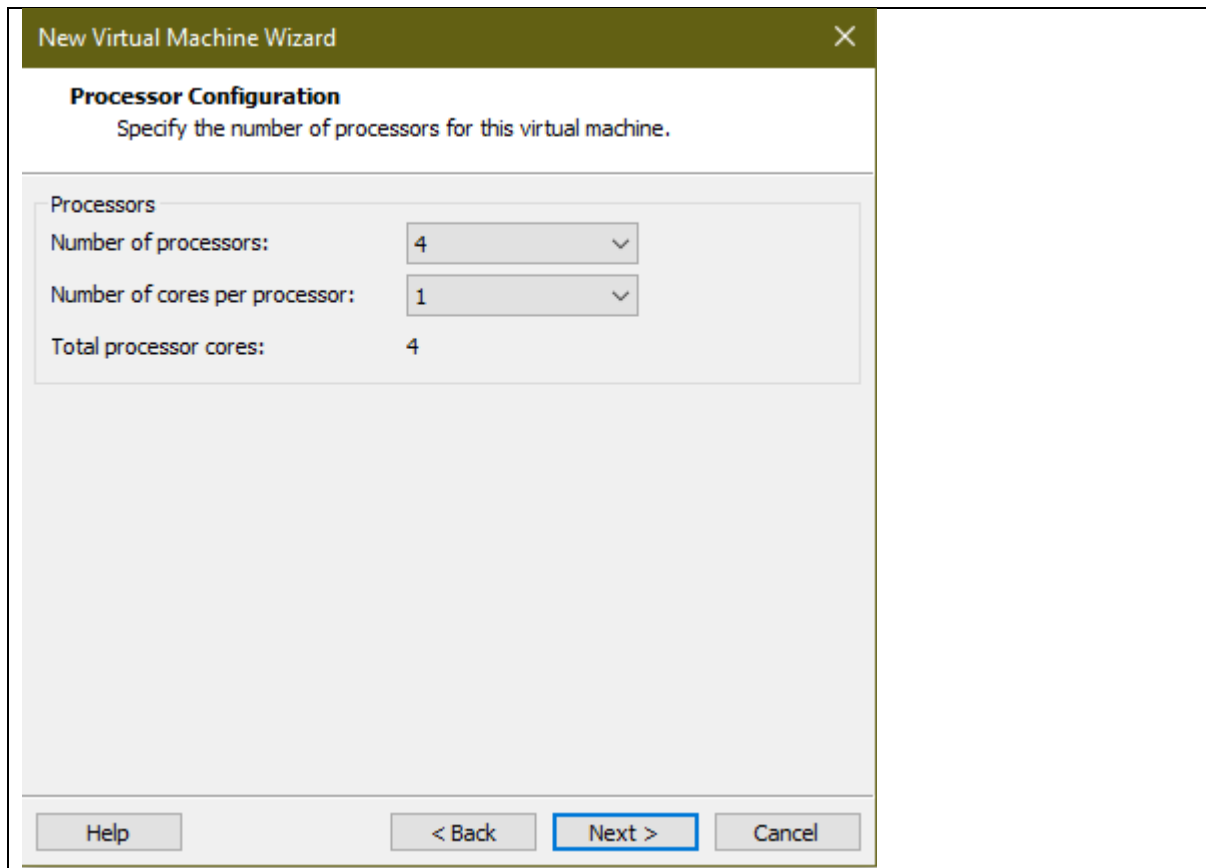 New Virtual Machine Wizard
Processor Configuration
Specify the number of processors for this virtual machine.
Processors
Number of processors: 4
Number of cores per processor: 1
Total processor cores: 4
Help < Back Next > Cancel